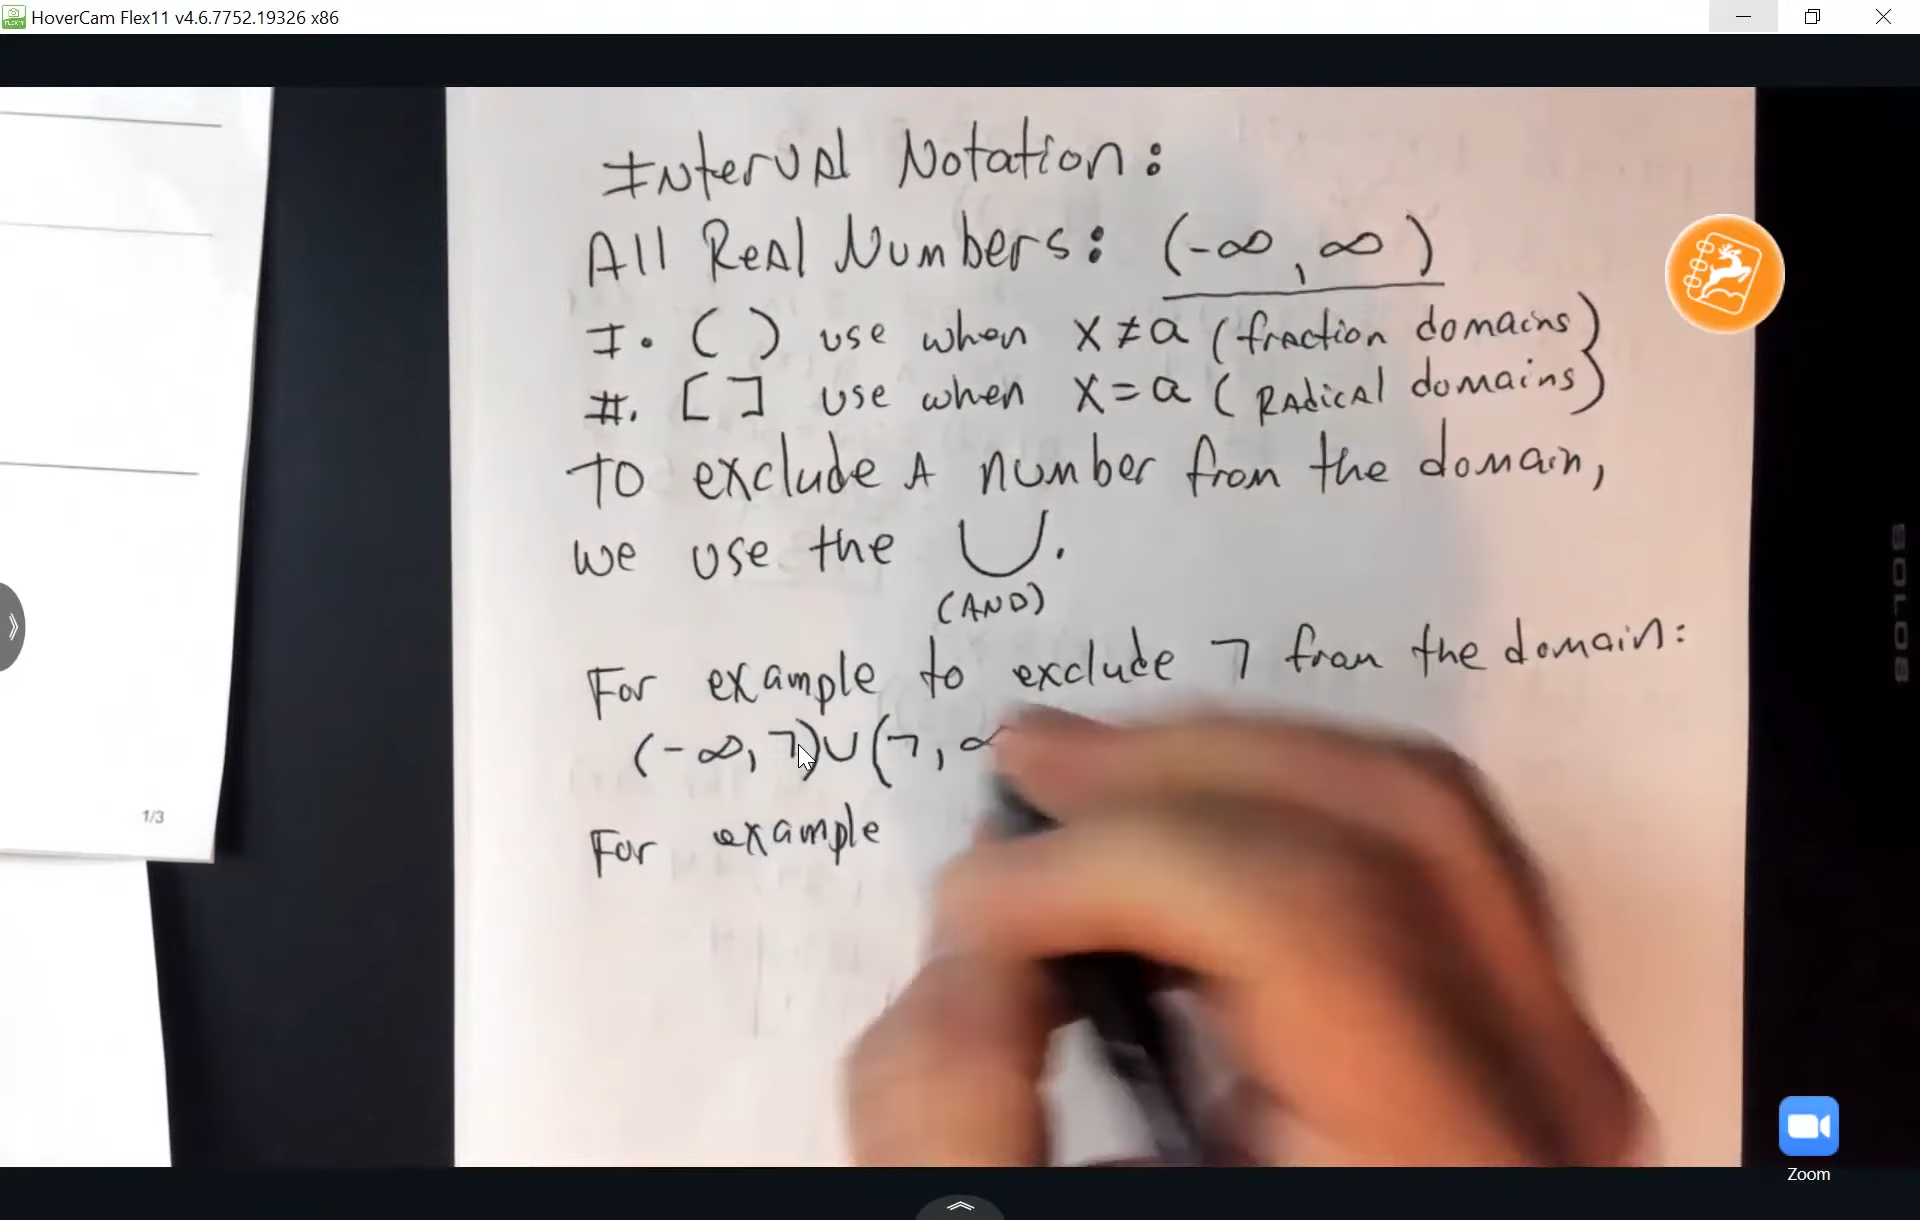 HoverCam Flex11 v4.6.7752.19326 x86
Interval Notation:
All Real Numbers: (-∞, ∞)
I. ( ) use when x ≠ a (fraction domains)
II. [ ] use when x = a (Radical domains)
To exclude A number from the domain,
we use the ∪.
(AND)
For example to exclude 7 from the domain:
(-∞, 7)∪(7, ∞
For example
1/3
SOLO8
Zoom